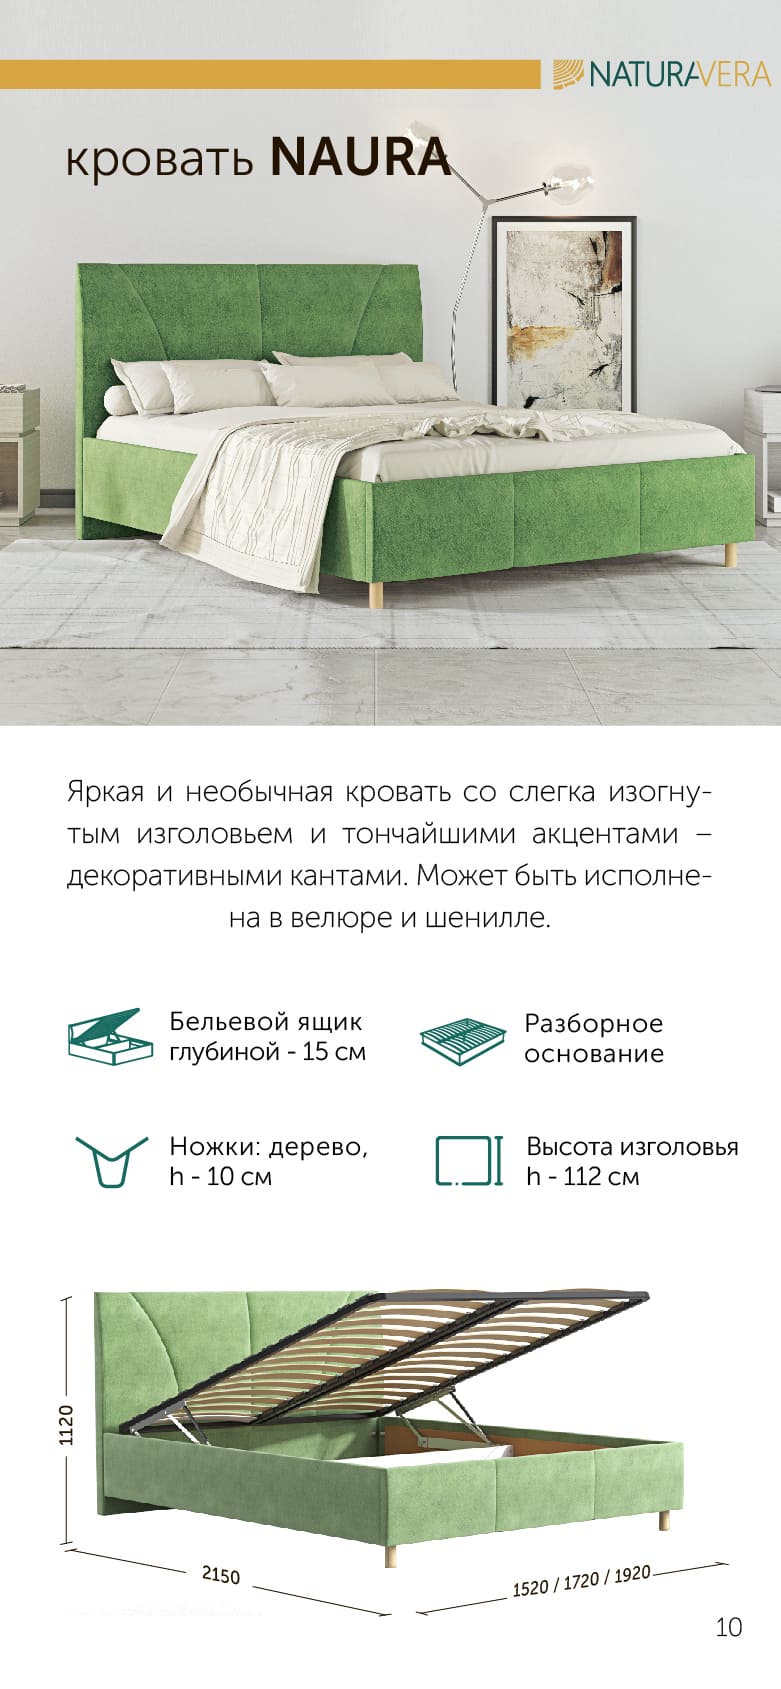 NATURAVERA
кровать NAURA
Яркая и необычная кровать со слегка изогну-
тым изголовьем и тончайшими акцентами –
декоративными кантами. Может быть исполне-
на в велюре и шенилле.
Бельевой ящик
глубиной - 15 см
Разборное
основание
Ножки: дерево,
h - 10 см
Высота изголовья
h - 112 см
1120
2150
1520 / 1720 / 1920
10